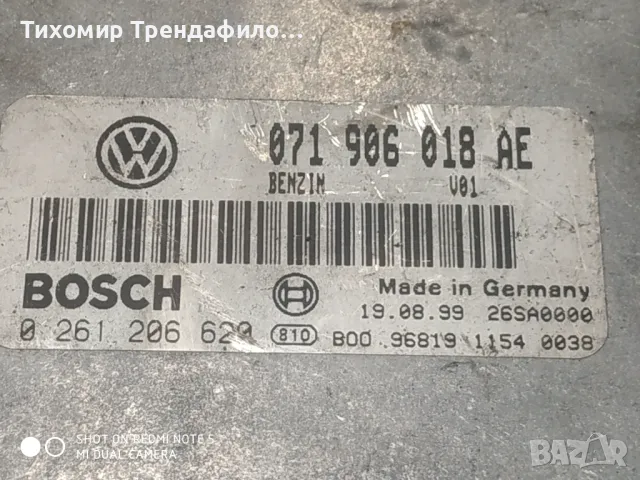 Тихомир Трендафило...
071 906 018 AE
BENZIN V01
BOSCH
Made in Germany
19.08.99 26SA0000
0 261 206 620 810 B00 96819 1154 0038
SHOT ON REDMI NOTE 5
MI DUAL CAMERA
BAZAR